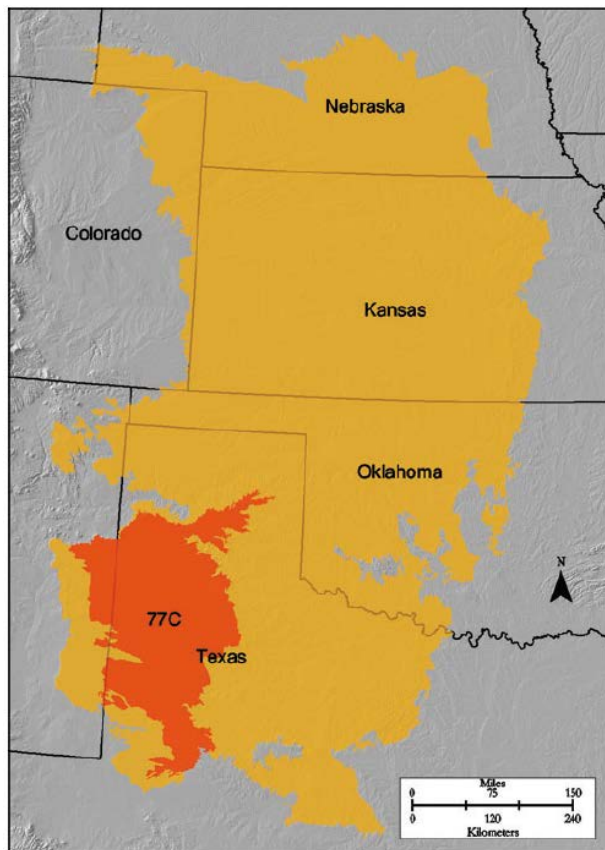 Nebraska
Colorado
Kansas
Oklahoma
N
77C
Texas
Miles
0 75 150
0 120 240
Kilometers